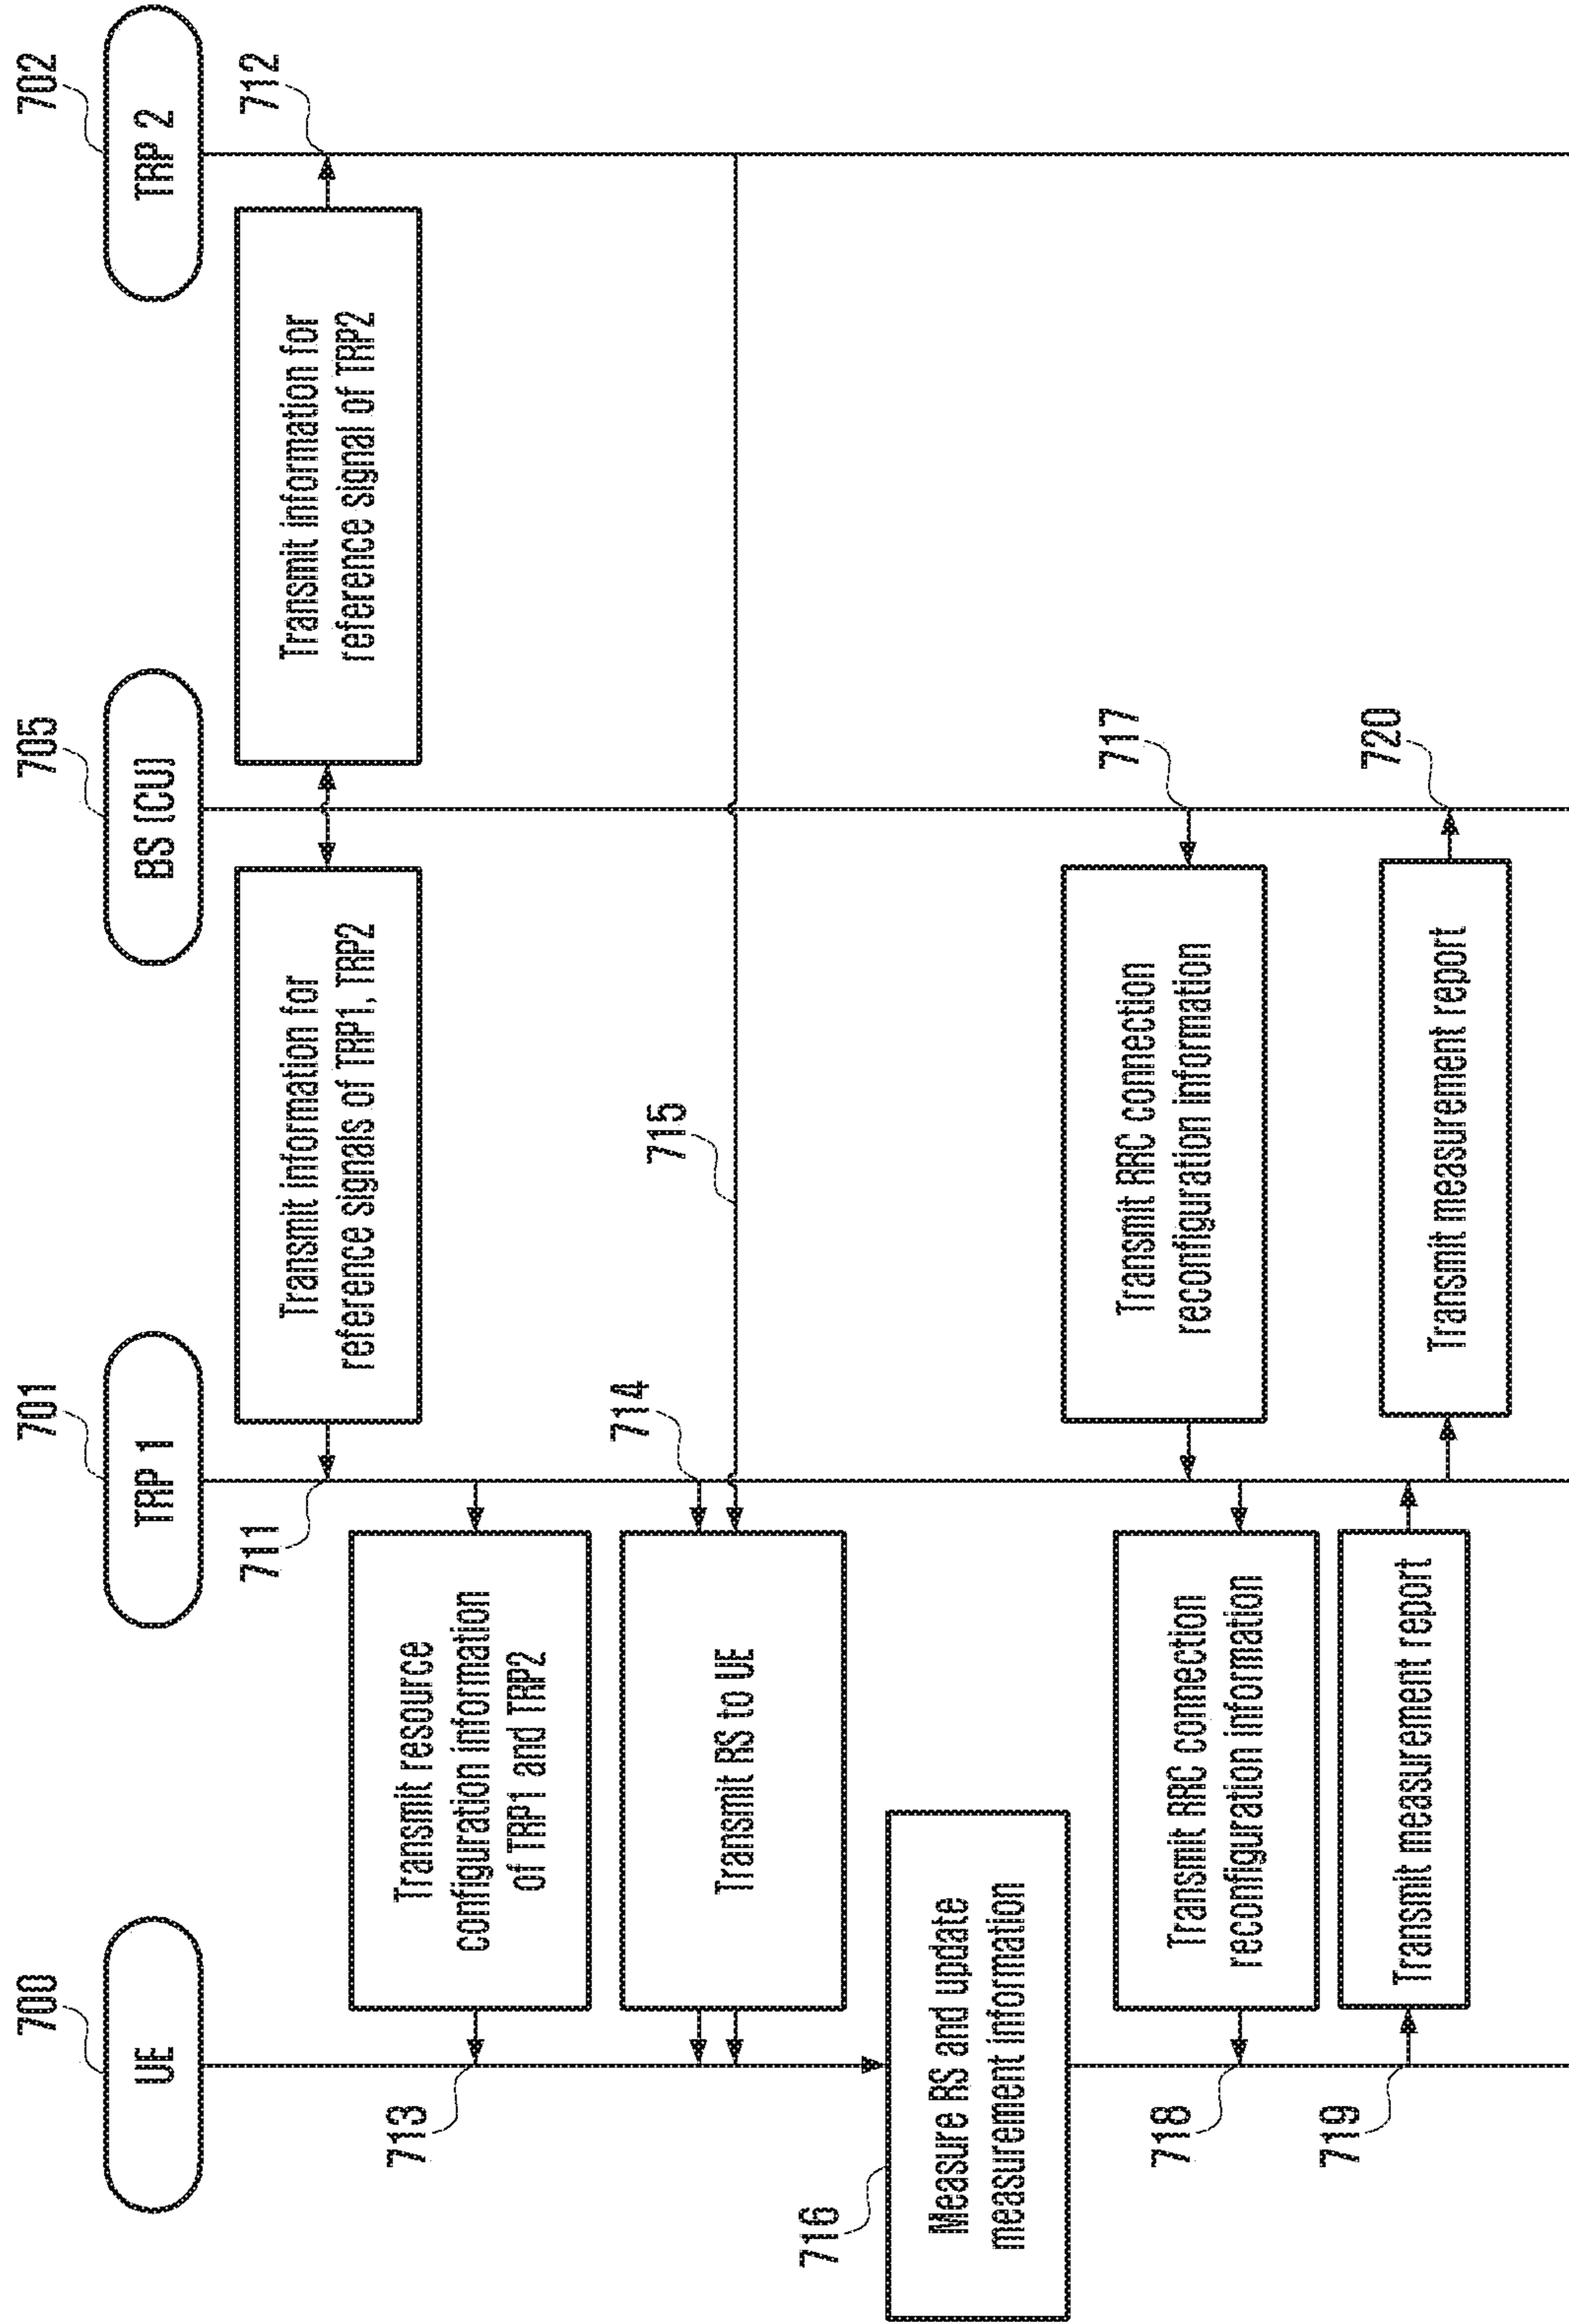 700
701
705
702
UE
TRP 1
BS (CU)
TRP 2
711
712
Transmit information for
reference signals of TRP1, TRP2
Transmit information for
reference signal of TRP2
713
Transmit resource
configuration information
of TRP1 and TRP2
714
715
Transmit RS to UE
716
Measure RS and update
measurement information
717
Transmit RRC connection
reconfiguration information
718
Transmit RRC connection
reconfiguration information
719
Transmit measurement report
720
Transmit measurement report